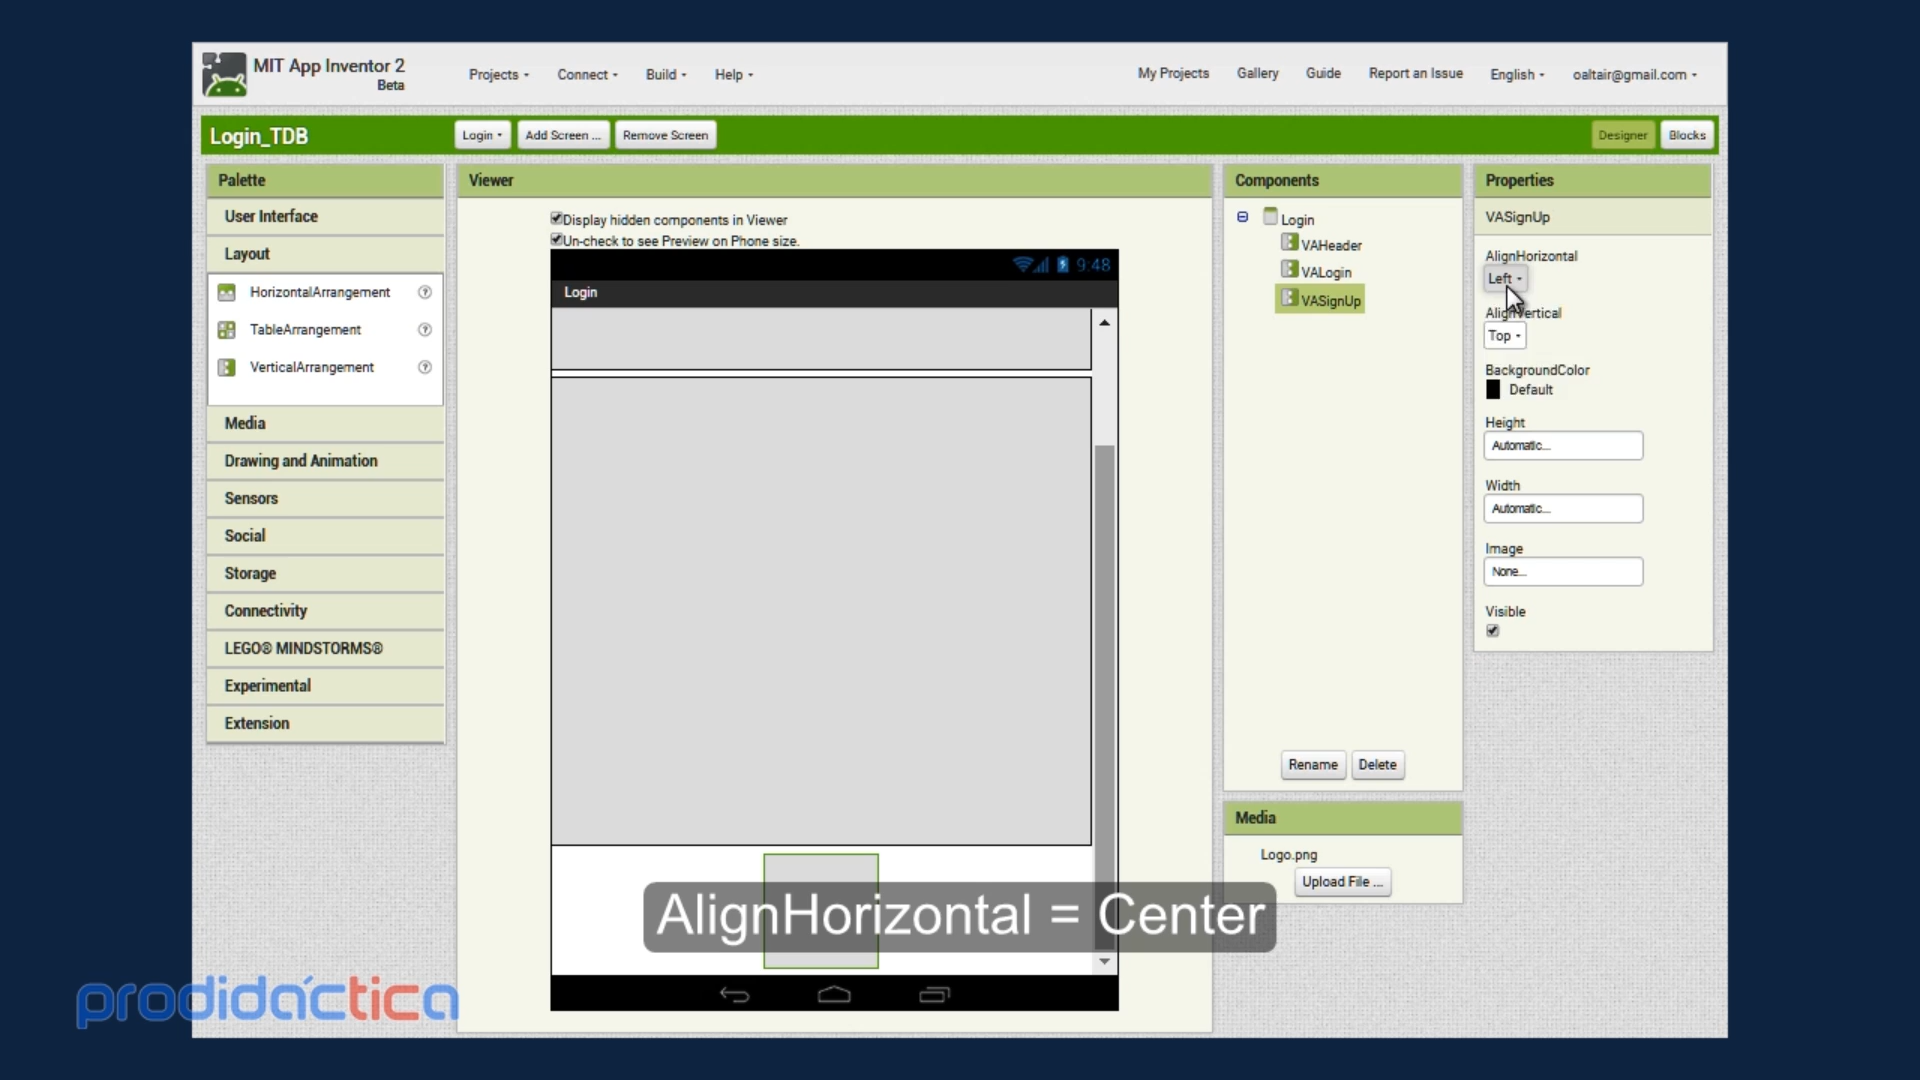 MIT App Inventor 2
Beta
Projects
Connect
Build
Help
My Projects
Gallery
Guide
Report an Issue
English
oaltair@gmail.com
Login_TDB
Login
Add Screen ...
Remove Screen
Designer
Blocks
Palette
User Interface
Layout
HorizontalArrangement
TableArrangement
VerticalArrangement
Media
Drawing and Animation
Sensors
Social
Storage
Connectivity
LEGO® MINDSTORMS®
Experimental
Extension
Viewer
Display hidden components in Viewer
Un-check to see Preview on Phone size.
9:48
Login
AlignHorizontal = Center
Components
Login
VAHeader
VALogin
VASignUp
Rename
Delete
Media
Logo.png
Upload File ...
Properties
VASignUp
AlignHorizontal
Left
AlignVertical
Top
BackgroundColor
Default
Height
Automatic...
Width
Automatic...
Image
None...
Visible
prodidáctica